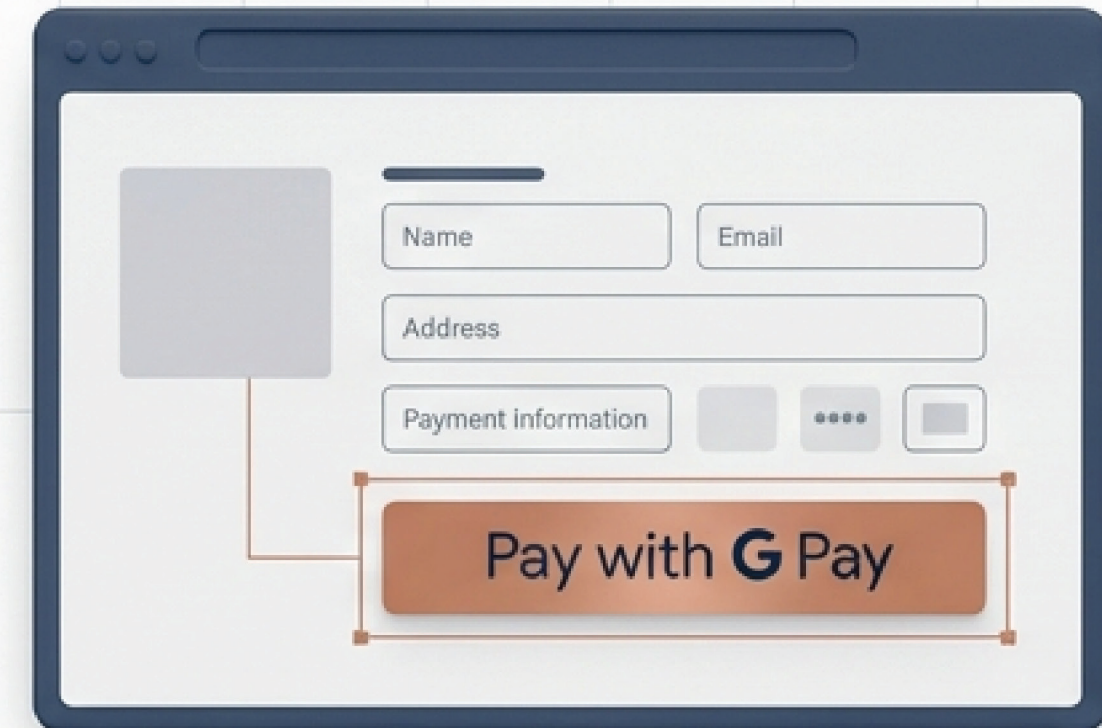 Name
Email
Address
Payment information
Pay with G Pay